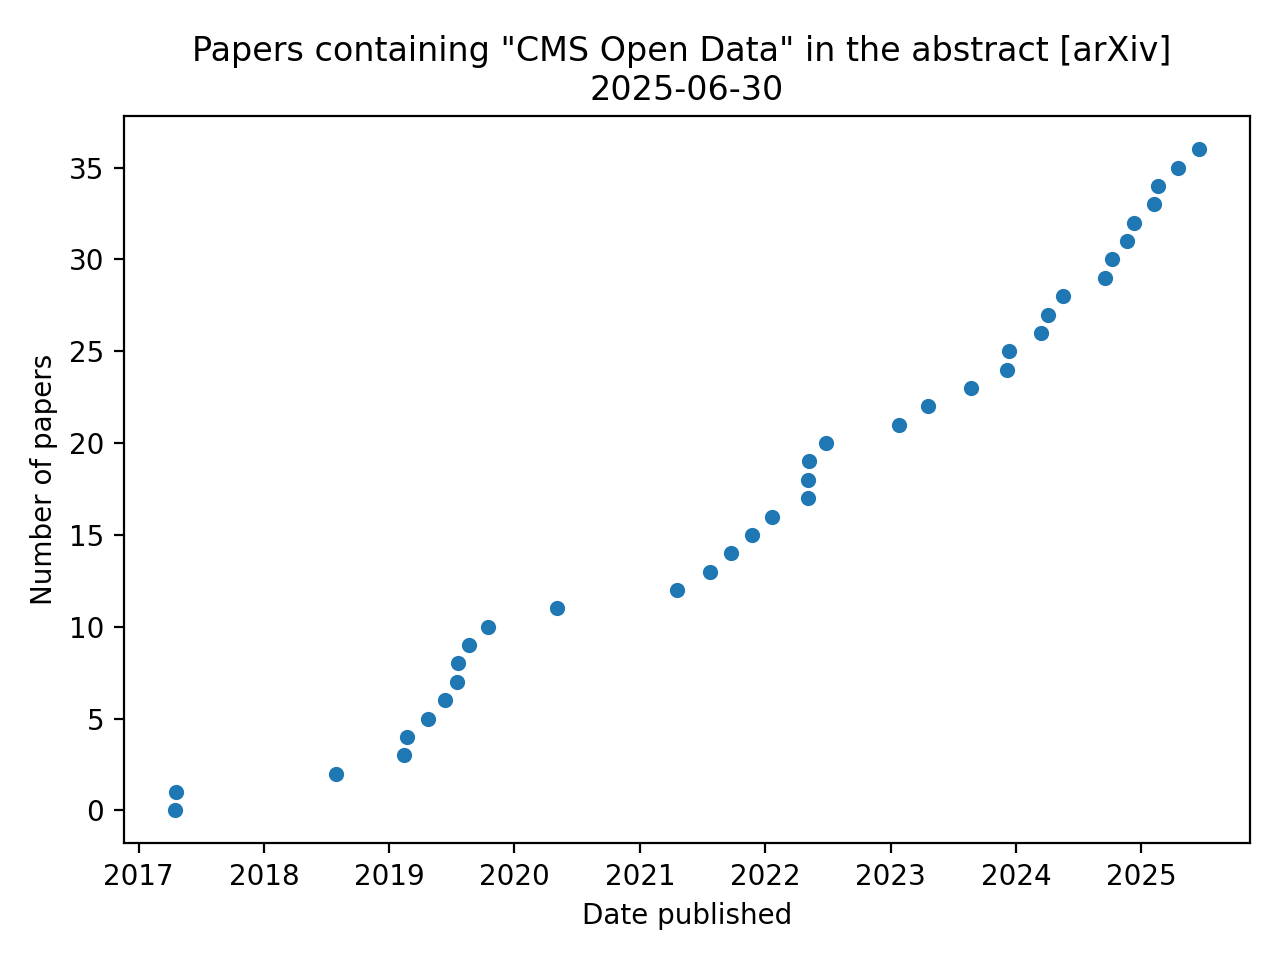 Papers containing "CMS Open Data" in the abstract [arXiv]
2025-06-30
Number of papers
35
30
25
20
15
10
5
0
2017 2018 2019 2020 2021 2022 2023 2024 2025
Date published